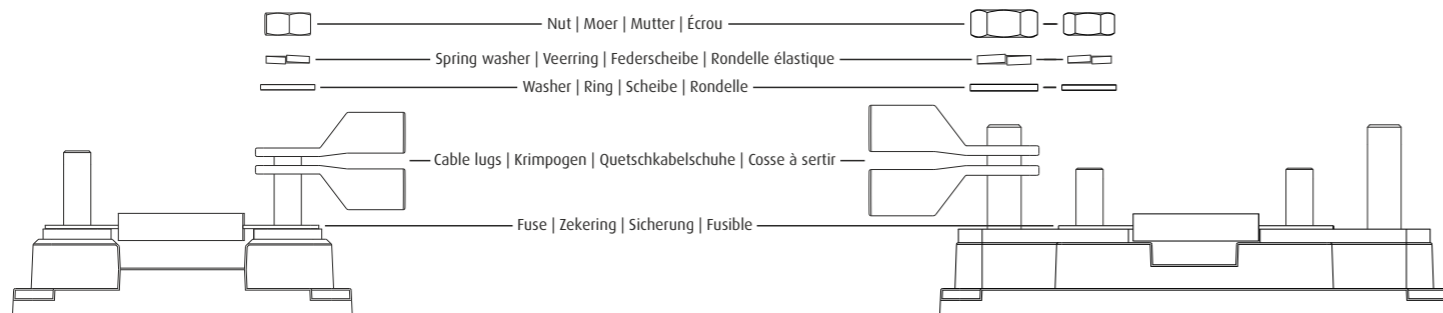 Nut | Moer | Mutter | Écrou
Spring washer | Veerring | Federscheibe | Rondelle élastique
Washer | Ring | Scheibe | Rondelle
Cable lugs | Krimpogen | Quetschkabelschuhe | Cosse à sertir
Fuse | Zekering | Sicherung | Fusible